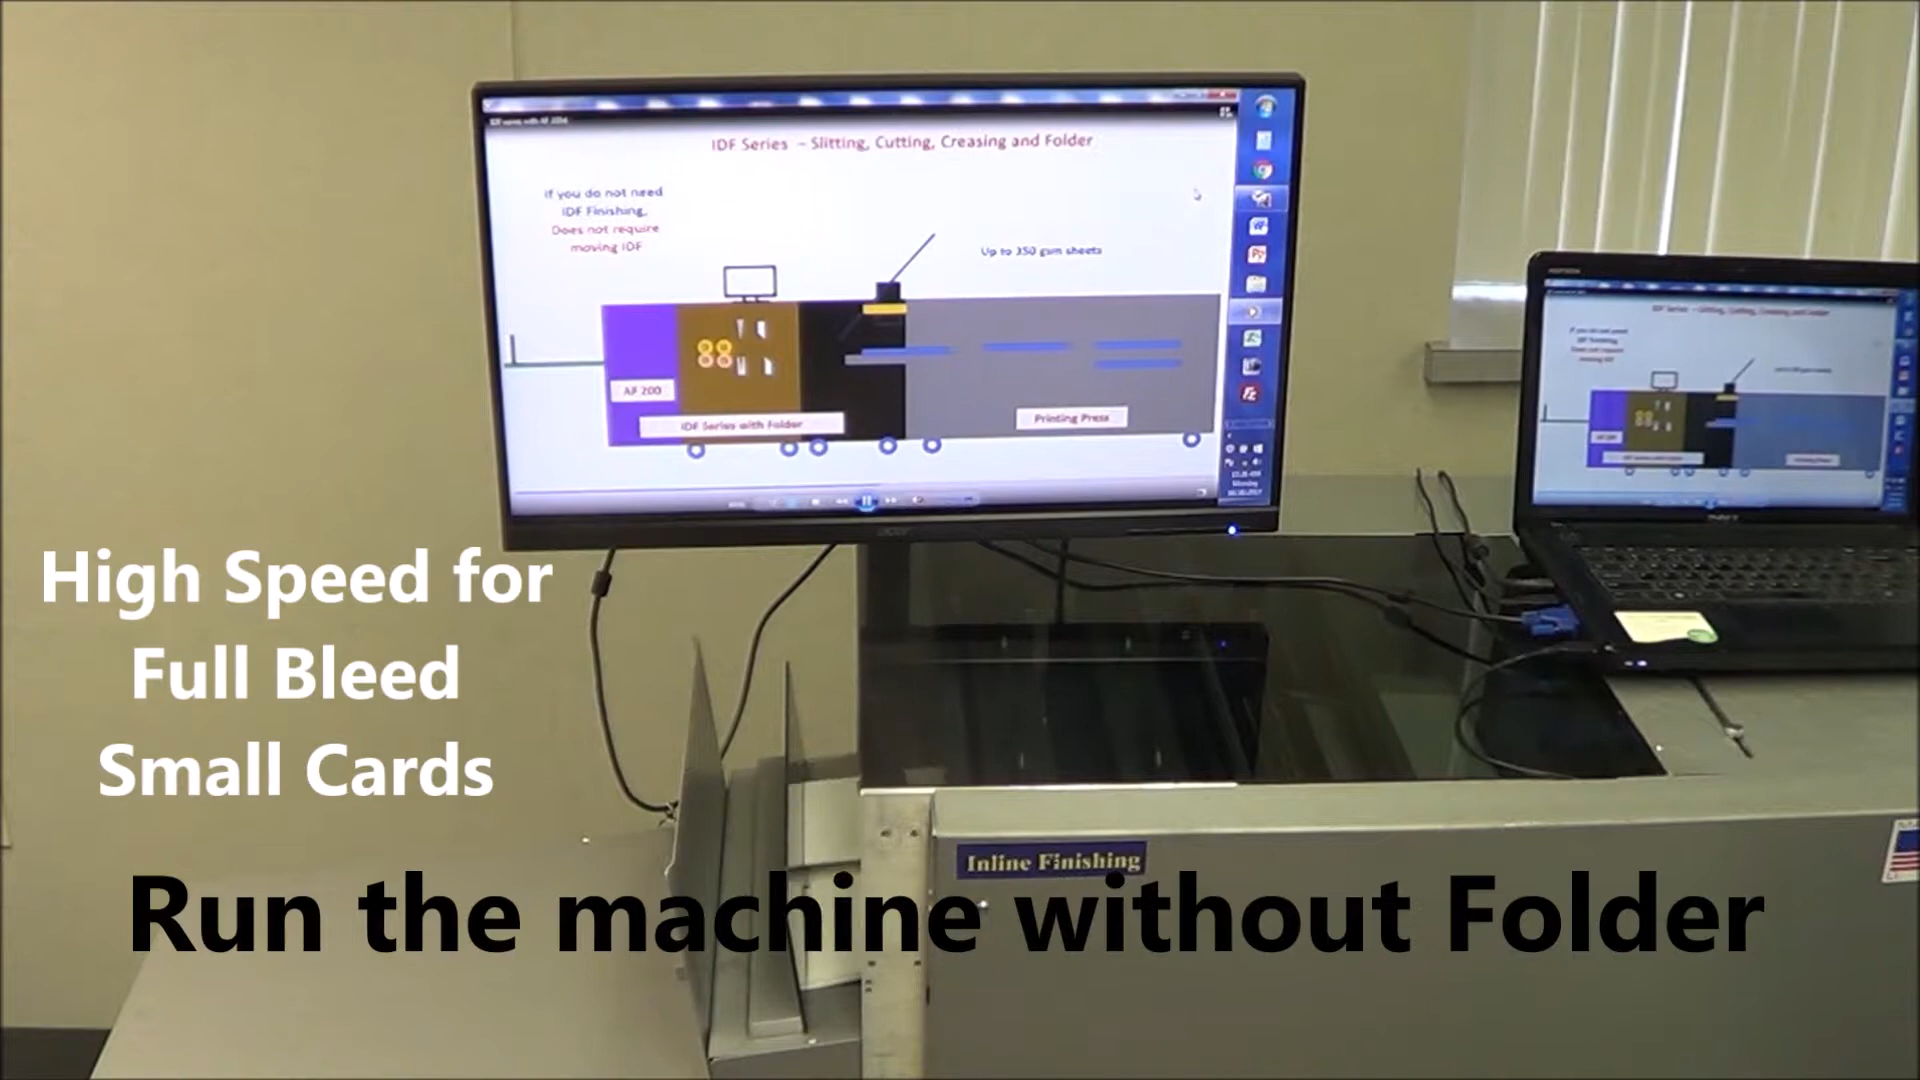 IDF Series – Slitting, Cutting, Creasing and Folder
If you do not need
IDF Finishing,
Does not require
moving IDF
Up to 350 gsm sheets
AF 200
IDF Series with Folder
Printing Press
acer
High Speed for
Full Bleed
Small Cards
Inline Finishing
Run the machine without Folder